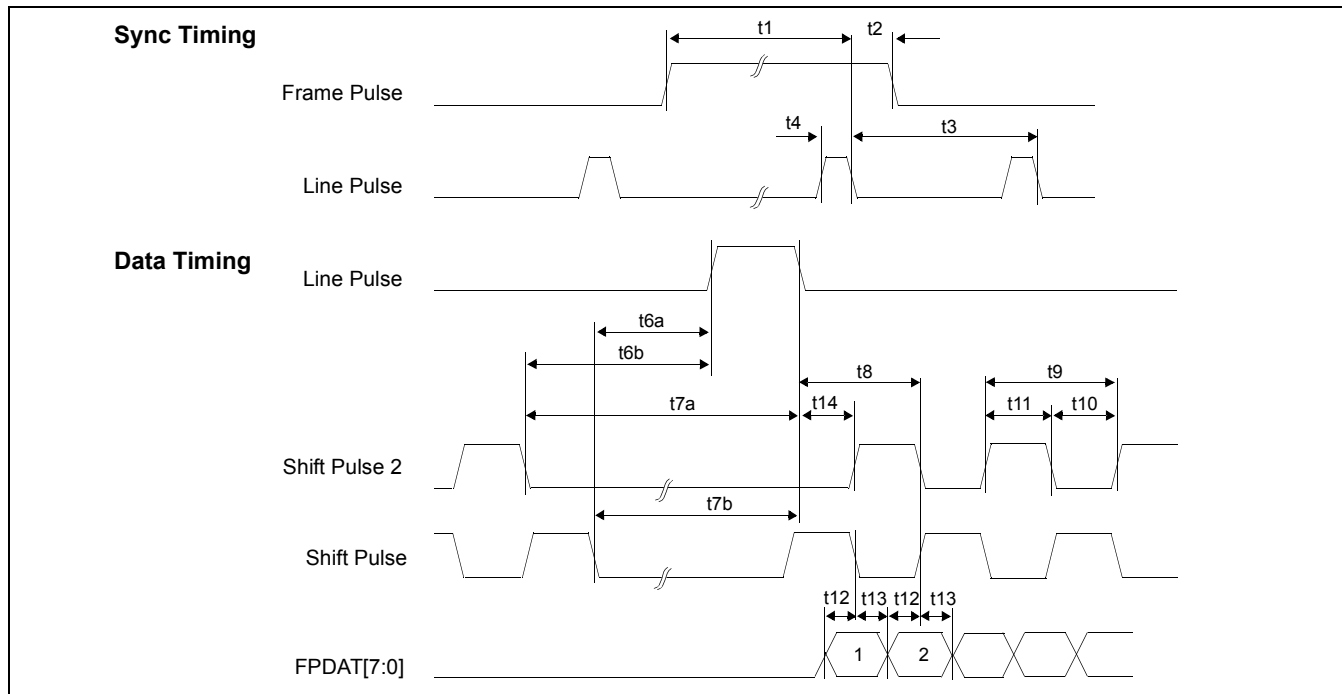 Sync Timing
t1
t2
Frame Pulse
t4
t3
Line Pulse
Data Timing
Line Pulse
t6a
t6b
t8
t9
t7a
t14
t11
t10
Shift Pulse 2
t7b
Shift Pulse
t12
t13
t12
t13
FPDAT[7:0]
1
2